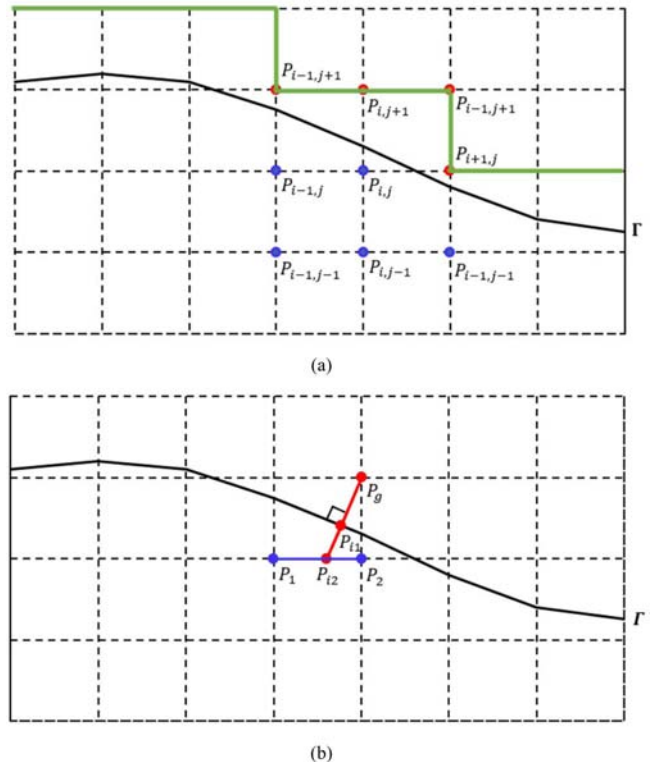 P_{i-1,j+1}
P_{i,j+1} P_{i-1,j+1}
P_{i+1,j}
P_{i-1,j} P_{i,j}
Γ
P_{i-1,j-1} P_{i,j-1} P_{i-1,j-1}
(a)
P_g
P_{i1}
P_1 P_{i2} P_2
Γ
(b)